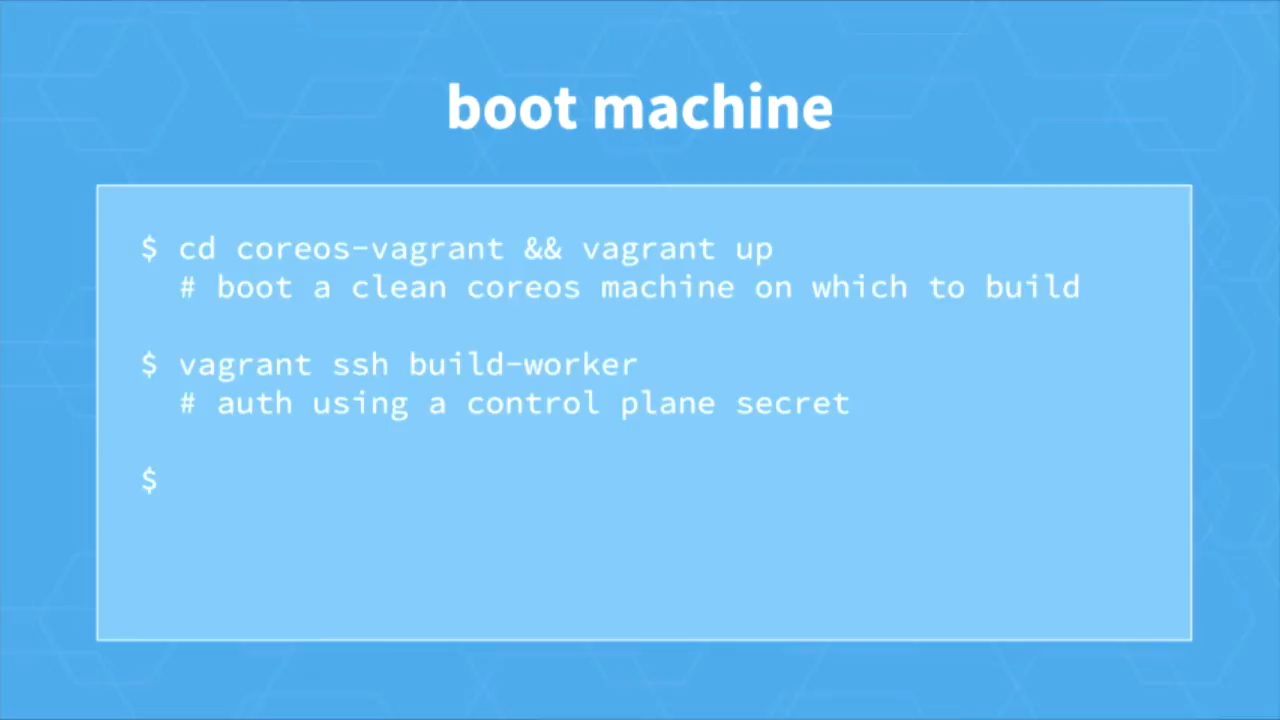 boot machine
$ cd coreos-vagrant && vagrant up
# boot a clean coreos machine on which to build
$ vagrant ssh build-worker
# auth using a control plane secret
$